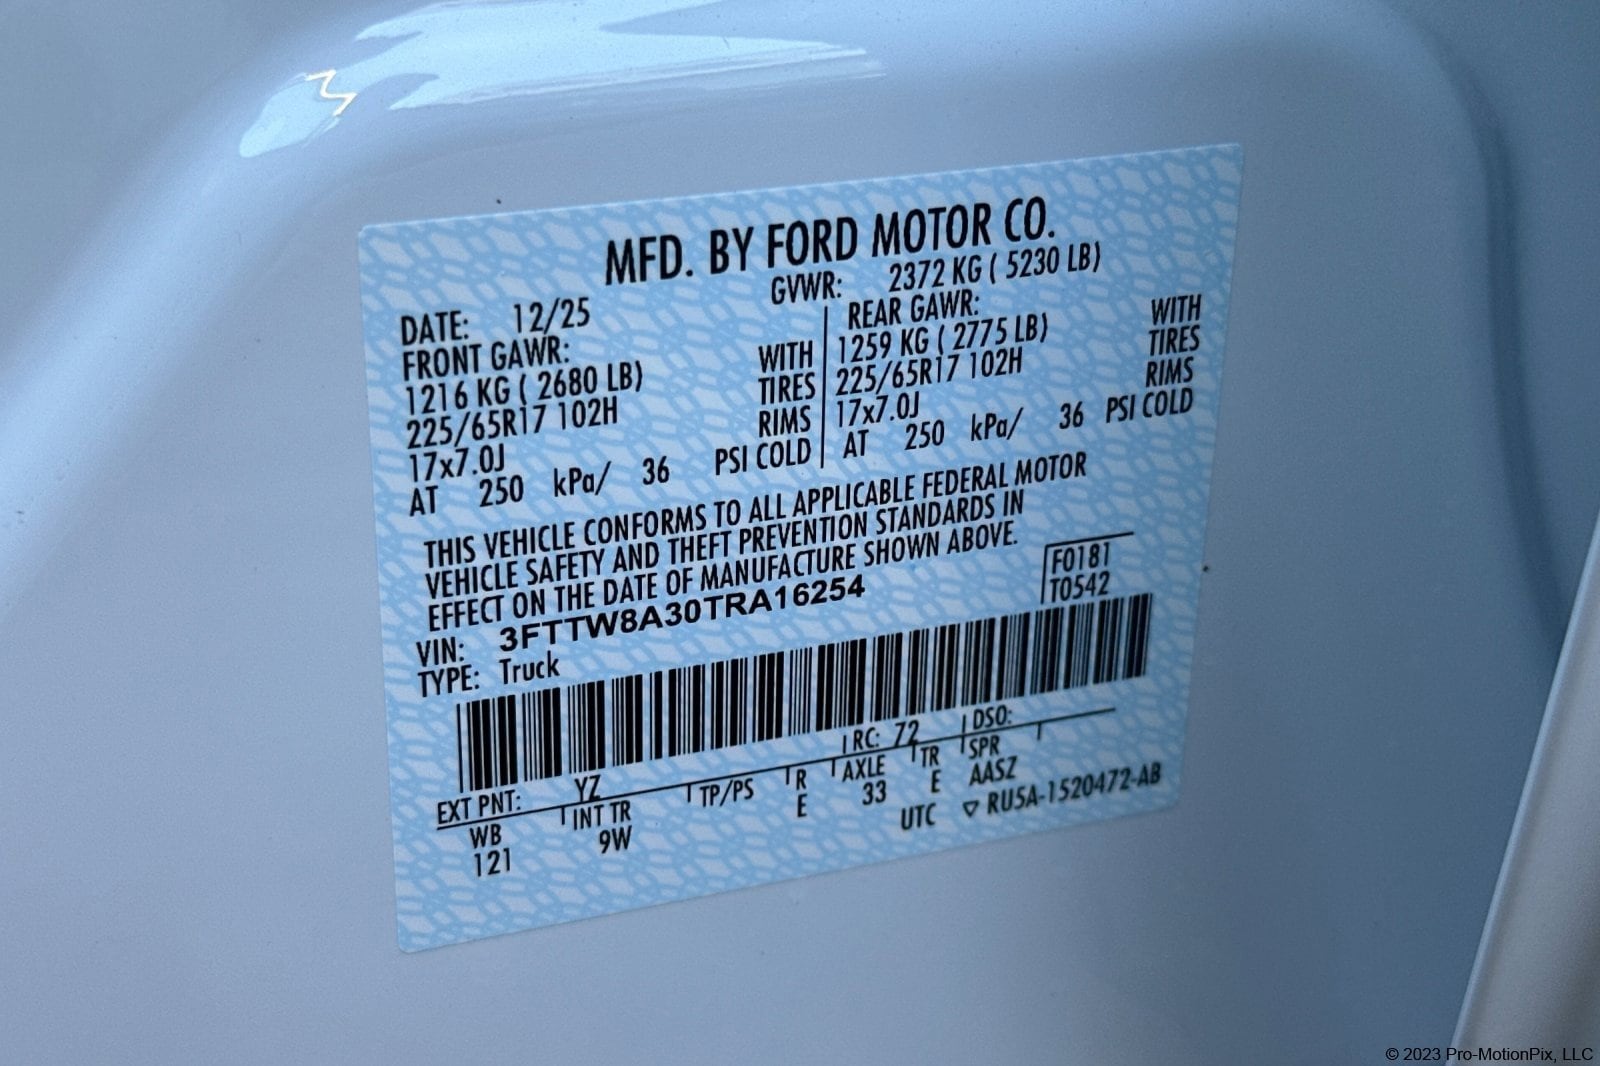 MFD. BY FORD MOTOR CO.
DATE: 12/25 GVWR: 2372 KG ( 5230 LB)
FRONT GAWR: REAR GAWR:
1216 KG ( 2680 LB) WITH 1259 KG ( 2775 LB) WITH
225/65R17 102H TIRES 225/65R17 102H TIRES
17x7.0J RIMS 17x7.0J RIMS
AT 250 kPa/ 36 PSI COLD AT 250 kPa/ 36 PSI COLD
THIS VEHICLE CONFORMS TO ALL APPLICABLE FEDERAL MOTOR
VEHICLE SAFETY AND THEFT PREVENTION STANDARDS IN
EFFECT ON THE DATE OF MANUFACTURE SHOWN ABOVE.
VIN: 3FTTW8A30TRA16254 F0181
TYPE: Truck T0542
EXT PNT: YZ RC: 72 DSO:
WB INT TR TP/PS R AXLE TR SPR
121 9W E 33 E AASZ
UTC ▽ RU5A-1520472-AB
© 2023 Pro-MotionPix, LLC